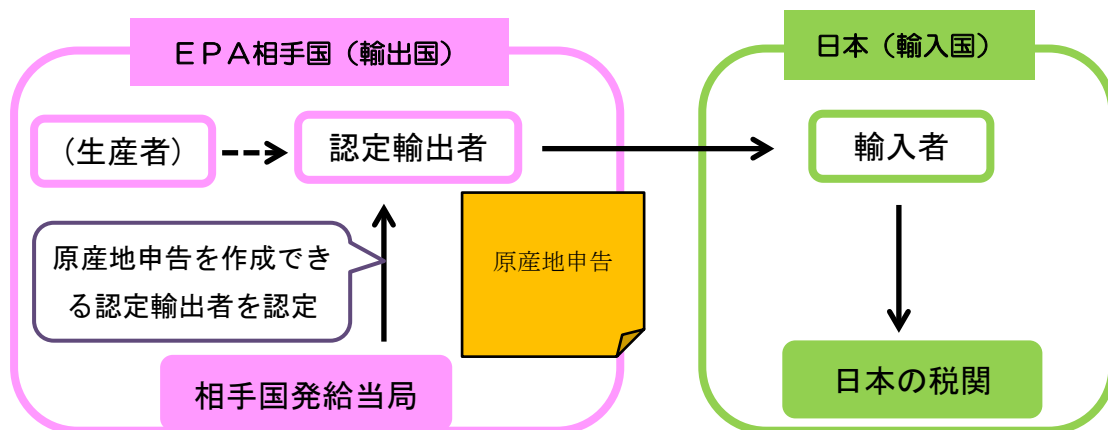 EPA相手国（輸出国）
日本（輸入国）
（生産者）
認定輸出者
輸入者
原産地申告を作成でき
る認定輸出者を認定
原産地申告
相手国発給当局
日本の税関